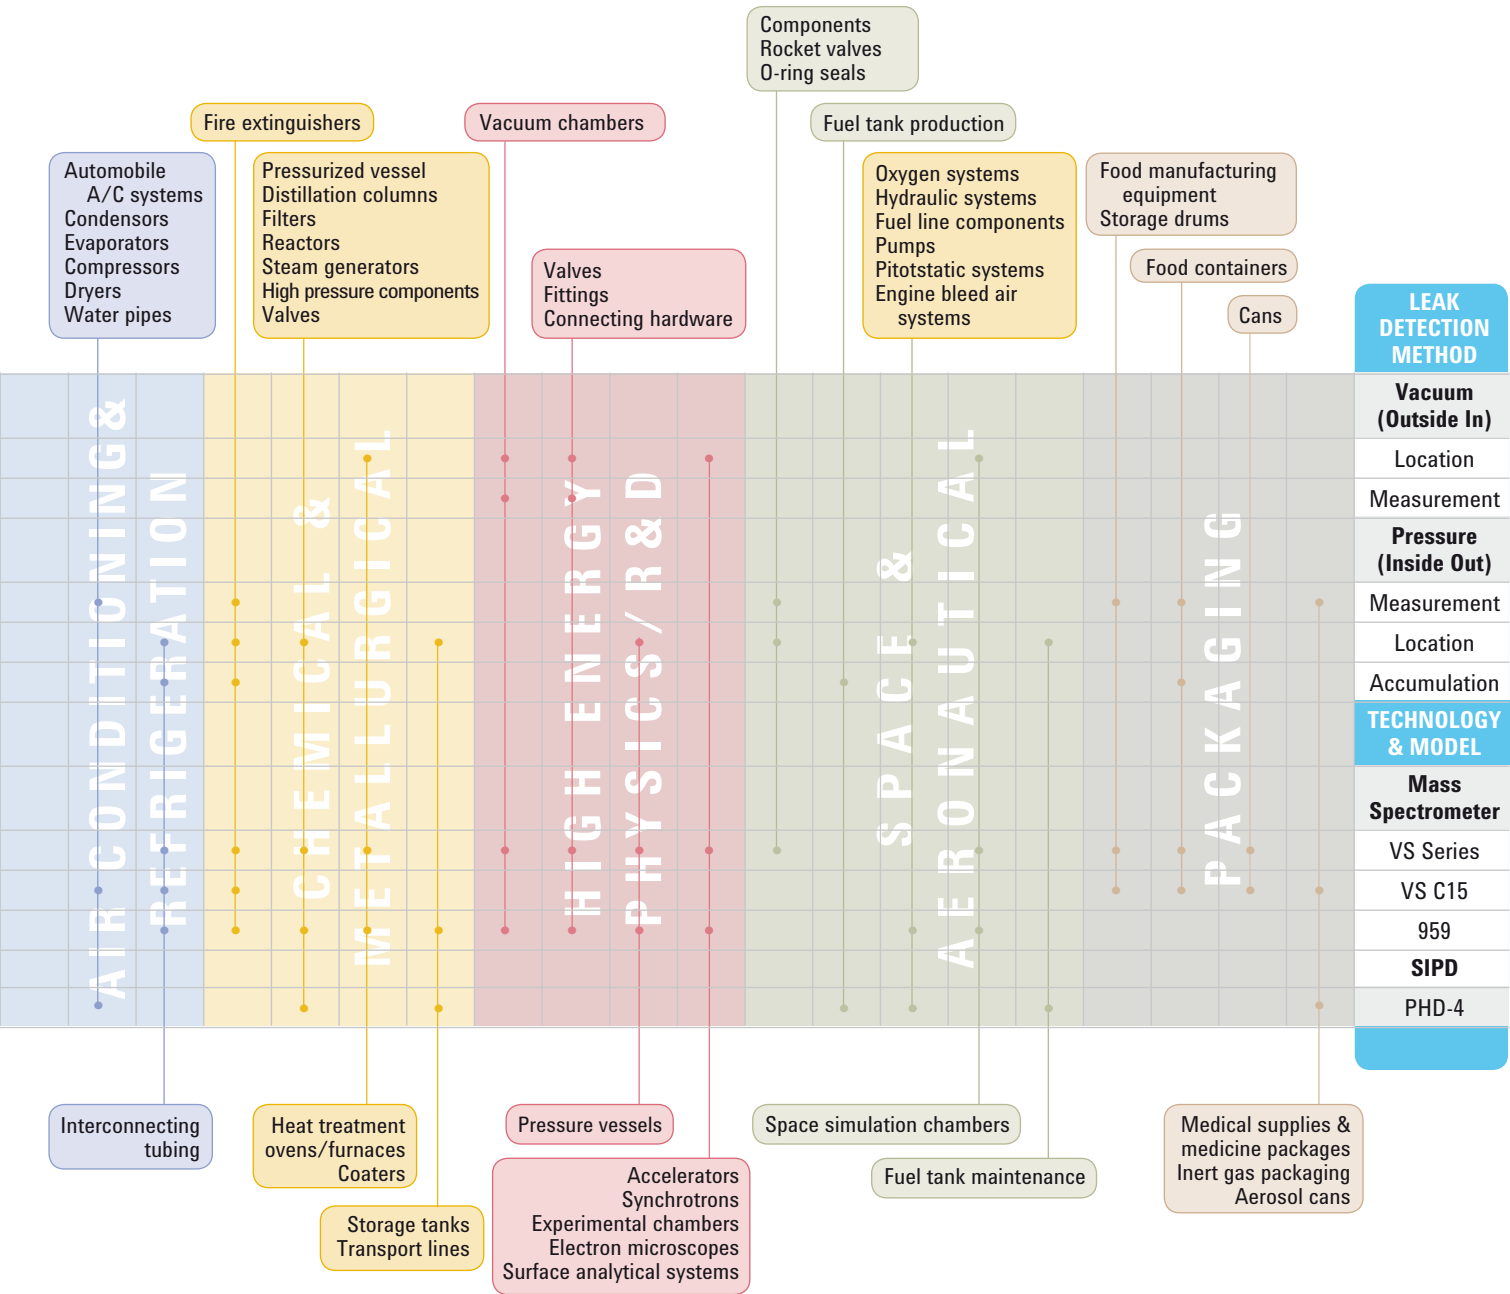 Components
Rocket valves
O-ring seals
Fire extinguishers
Vacuum chambers
Fuel tank production
Automobile
A/C systems
Condensors
Evaporators
Compressors
Dryers
Water pipes
Pressurized vessel
Distillation columns
Filters
Reactors
Steam generators
High pressure components
Valves
Valves
Fittings
Connecting hardware
Oxygen systems
Hydraulic systems
Fuel line components
Pumps
Pitotstatic systems
Engine bleed air
systems
Food manufacturing
equipment
Storage drums
Food containers
Cans
LEAK
DETECTION
METHOD
Vacuum
(Outside In)
Location
Measurement
Pressure
(Inside Out)
Measurement
Location
Accumulation
TECHNOLOGY
& MODEL
Mass
Spectrometer
VS Series
VS C15
959
SIPD
PHD-4
AIR CONDITIONING &
REFRIGERATION
CHEMICAL &
METALLURGICAL
HIGH ENERGY
PHYSICS/R&D
SPACE &
AERONAUTICAL
PACKAGING
Interconnecting
tubing
Heat treatment
ovens/furnaces
Coaters
Storage tanks
Transport lines
Pressure vessels
Accelerators
Synchrotrons
Experimental chambers
Electron microscopes
Surface analytical systems
Space simulation chambers
Fuel tank maintenance
Medical supplies &
medicine packages
Inert gas packaging
Aerosol cans